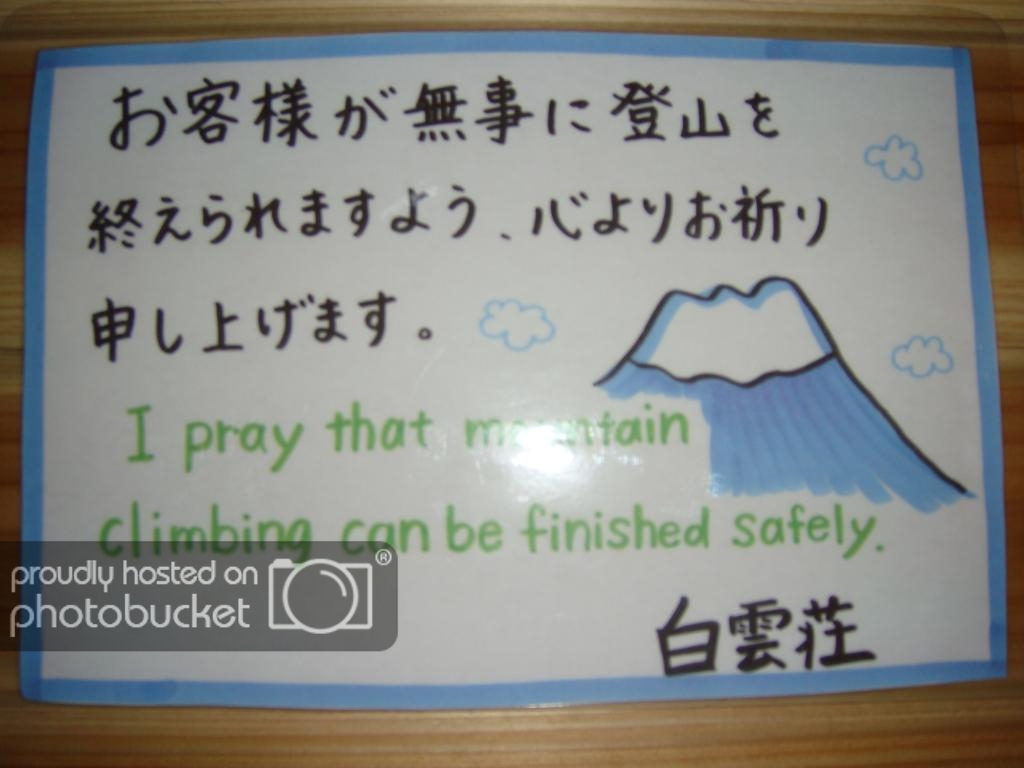 お客様が無事に登山を
終えられますよう、心よりお祈り
申し上げます。
I pray that mountain
climbing can be finished safely.
白雲荘
proudly hosted on
photobucket®